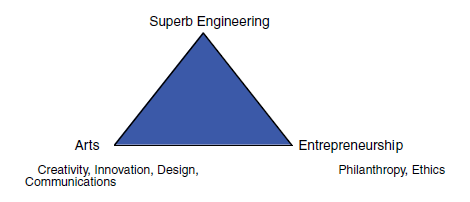 Superb Engineering
Arts
Entrepreneurship
Creativity, Innovation, Design,
Communications
Philanthropy, Ethics